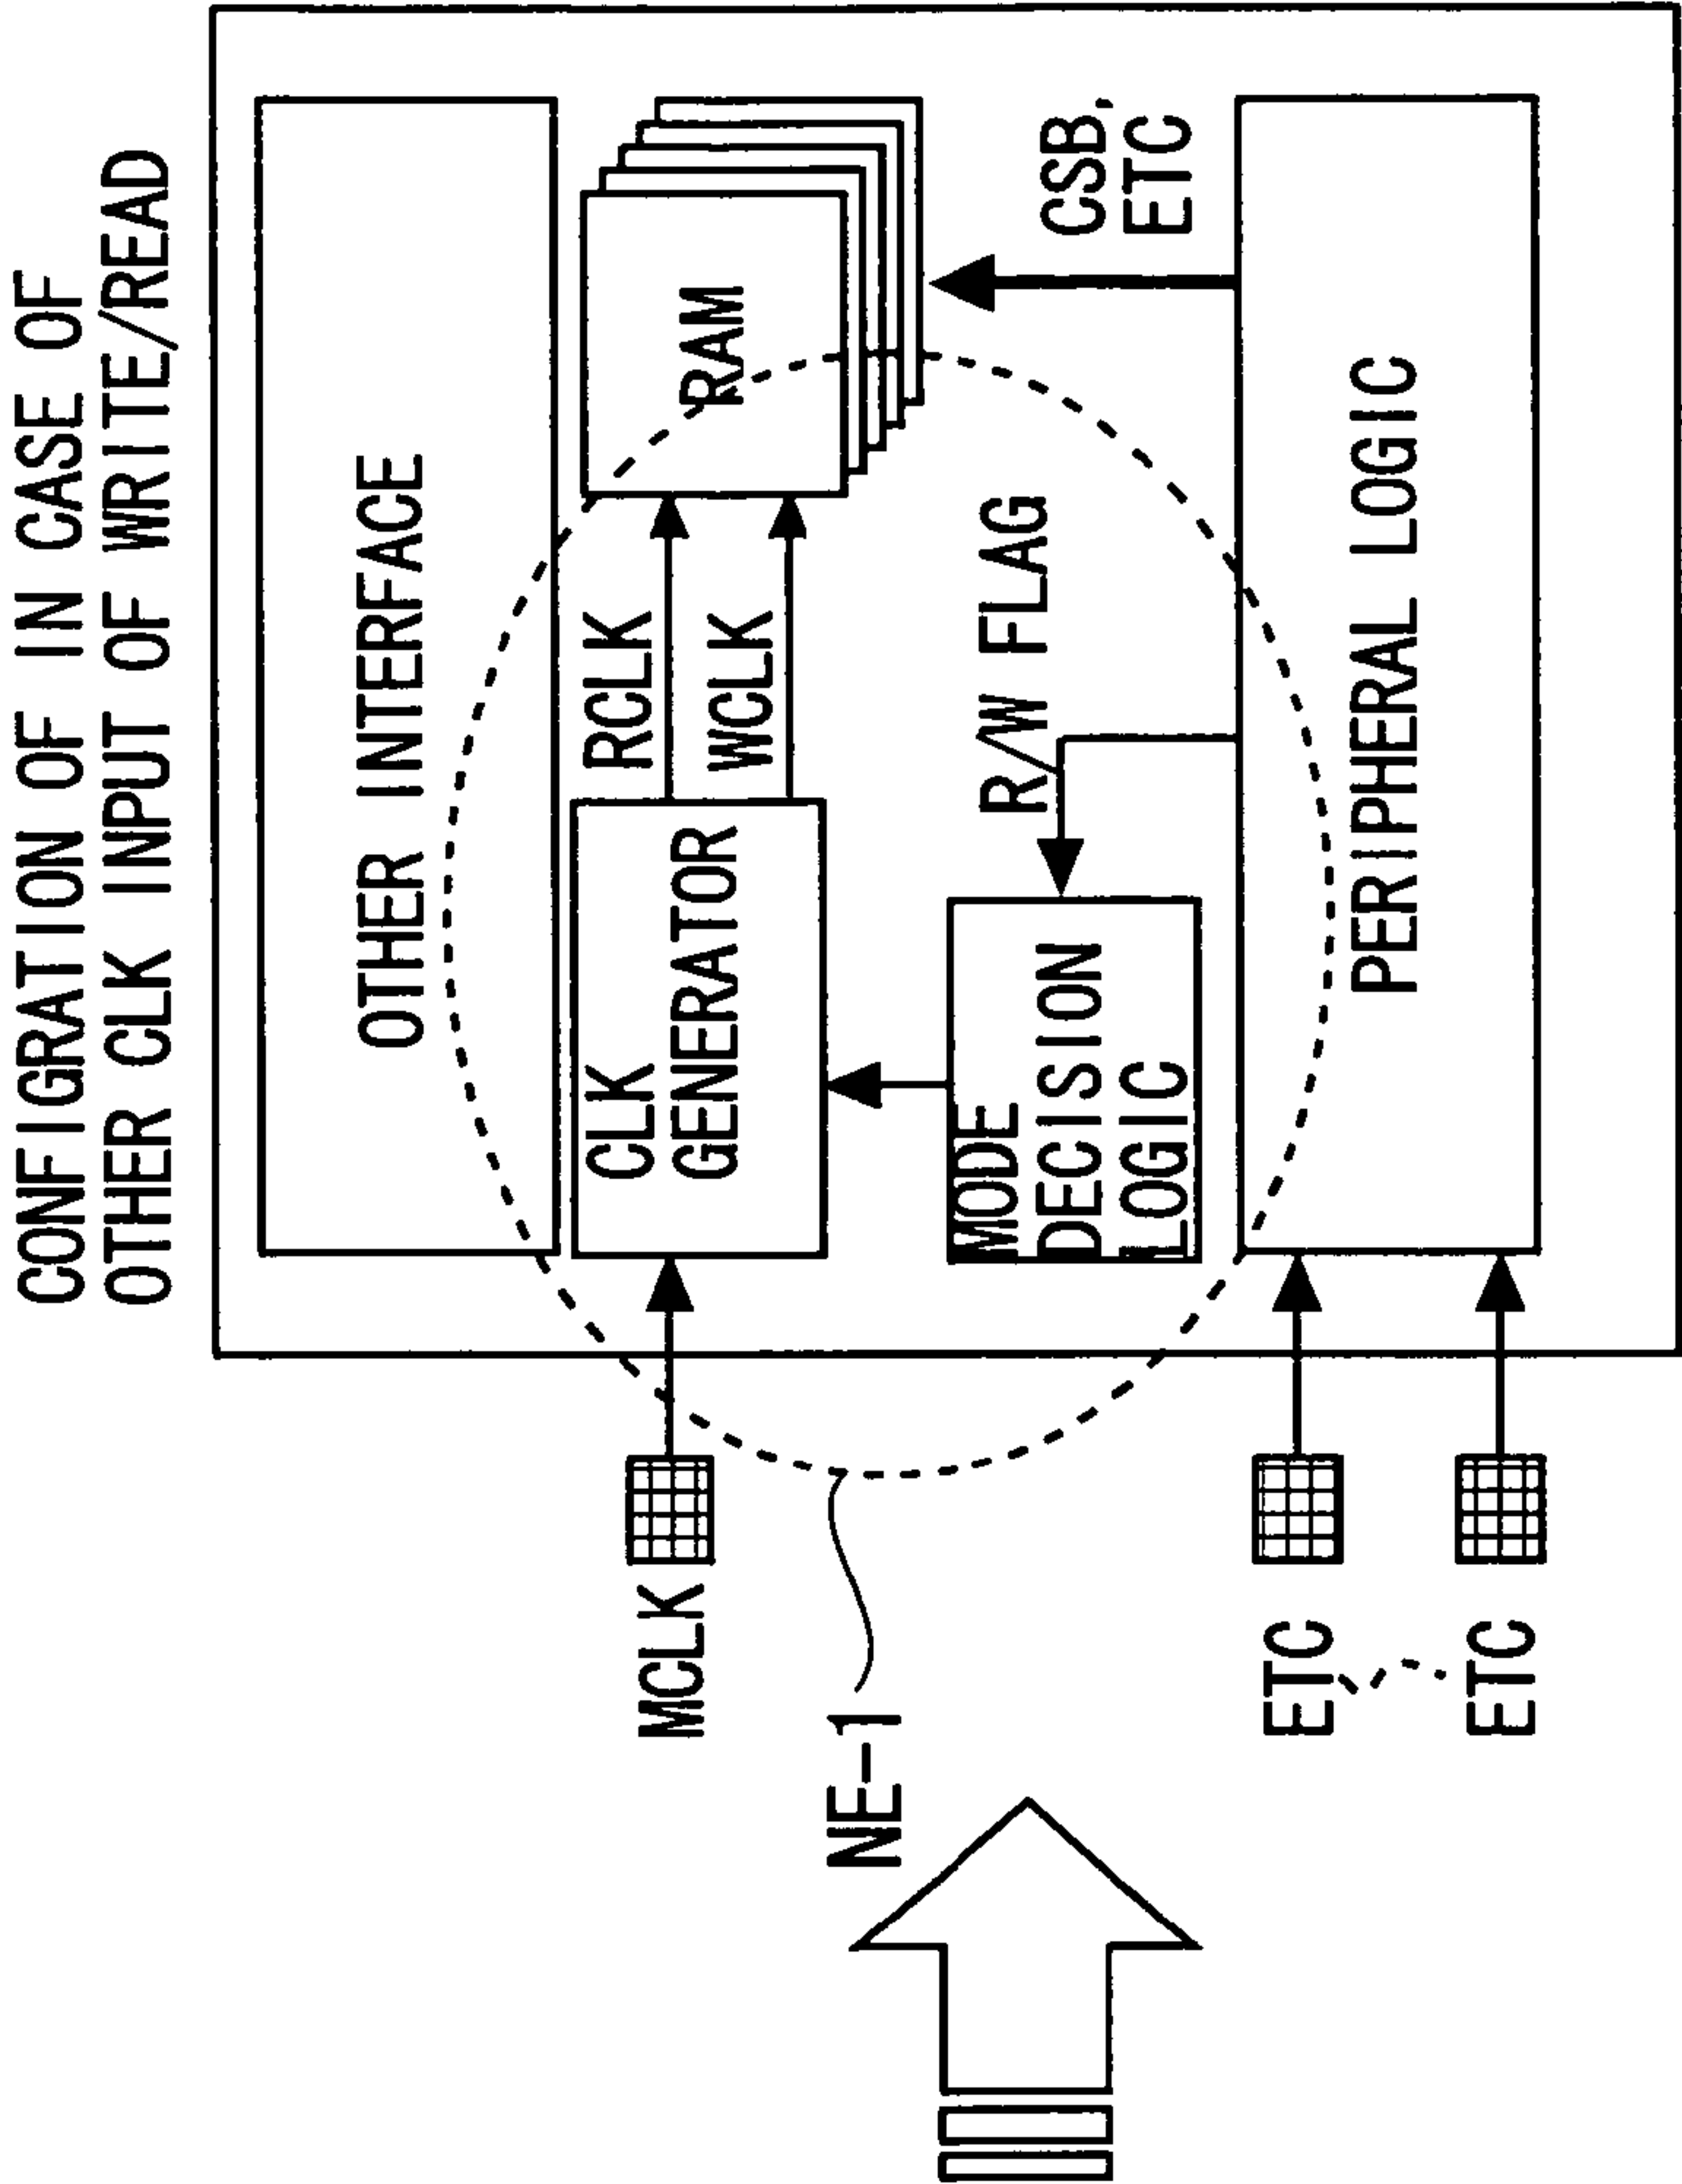 CONFIGRATION OF IN CASE OF
OTHER CLK INPUT OF WRITE/READ
OTHER INTERFACE
MCLK
CLK
GENERATOR
RCLK
WCLK
RAM
NE-1
MODE
DECISION
LOGIC
R/W FLAG
CSB,
ETC
ETC
PERIPHERAL LOGIC
ETC